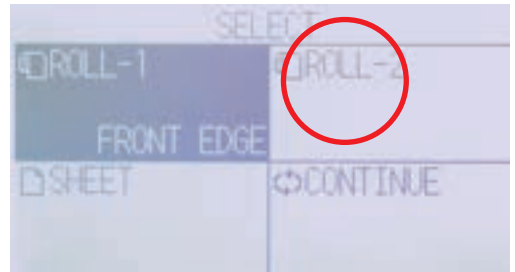 SELECT
ROLL-1
FRONT EDGE
ROLL-2
SHEET
CONTINUE